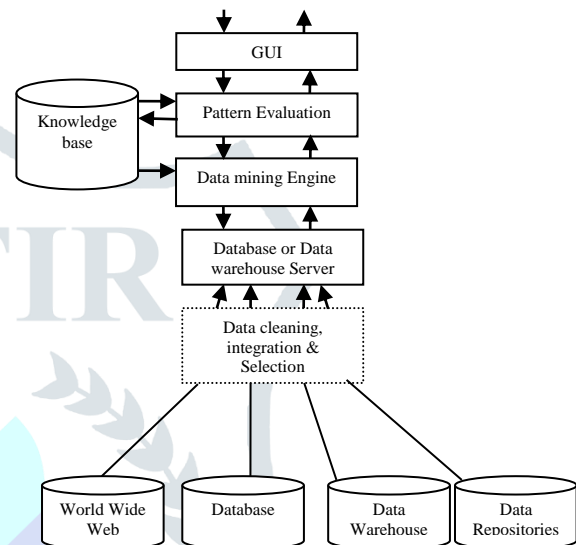 GUI
Pattern Evaluation
Knowledge
base
Data mining Engine
Database or Data
warehouse Server
TIR
Data cleaning,
integration &
Selection
World Wide
Web
Database
Data
Warehouse
Data
Repositories